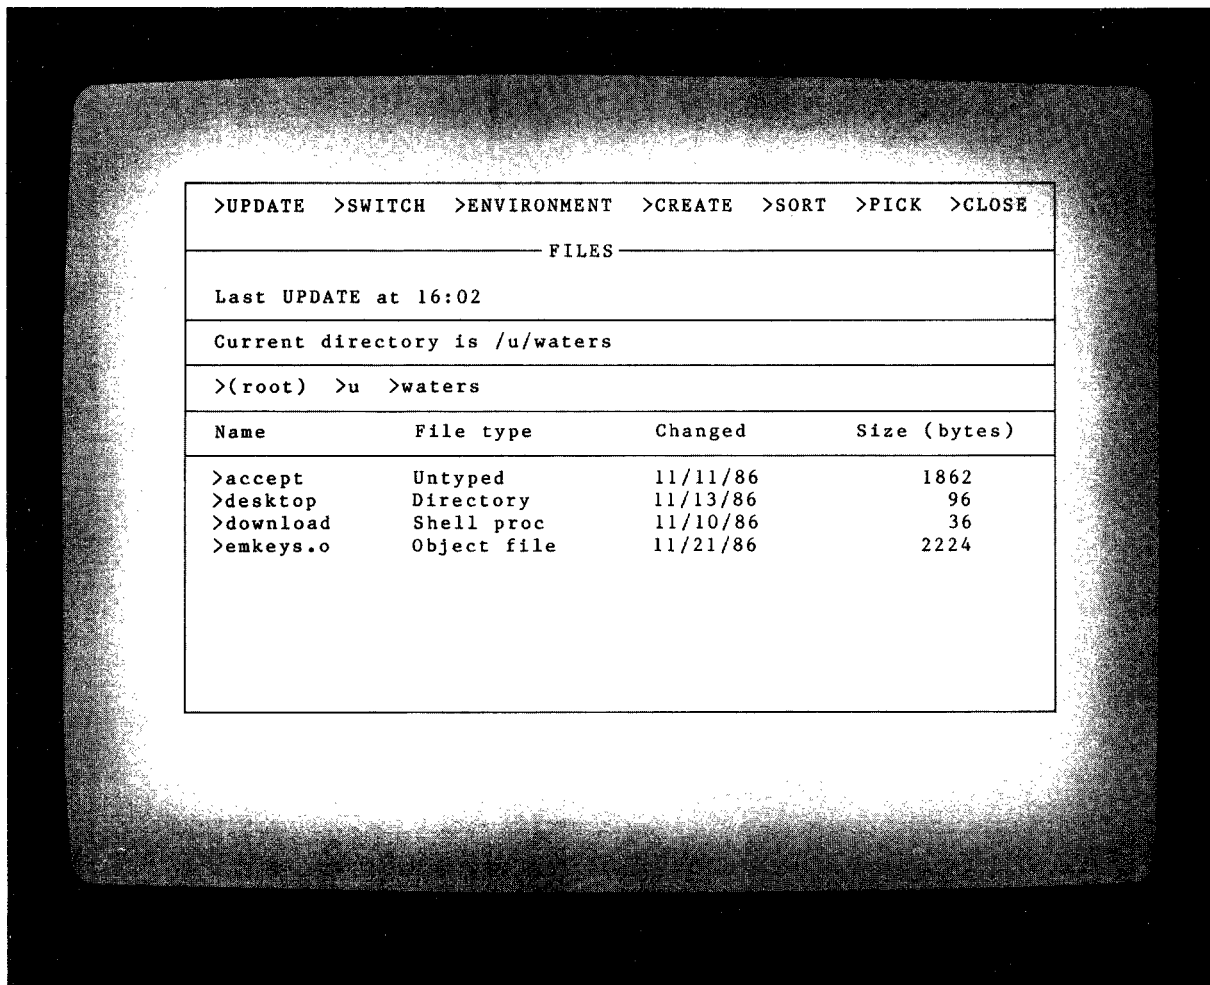 >UPDATE >SWITCH >ENVIRONMENT >CREATE >SORT >PICK >CLOSE
FILES
Last UPDATE at 16:02
Current directory is /u/waters
>(root) >u >waters
Name File type Changed Size (bytes)
>accept Untyped 11/11/86 1862
>desktop Directory 11/13/86 96
>download Shell proc 11/10/86 36
>emkeys.o Object file 11/21/86 2224